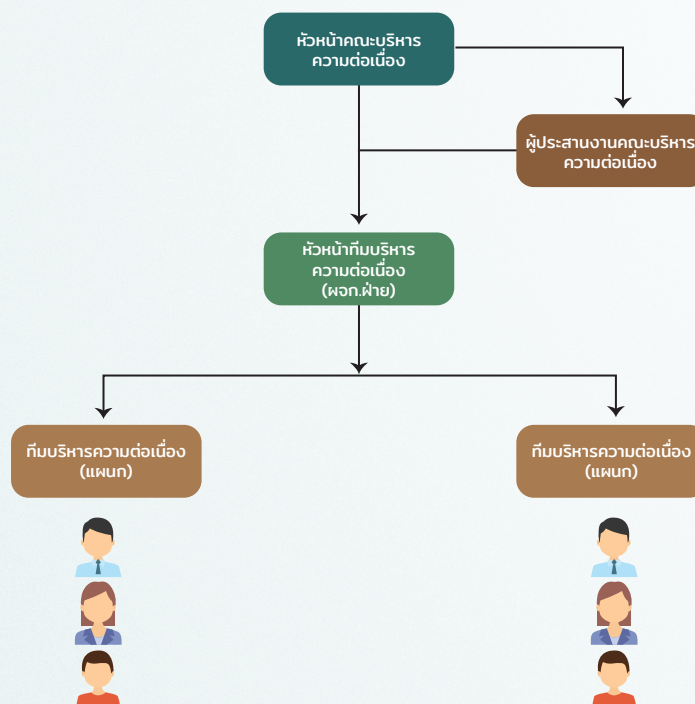 หัวหน้าคณะบริหาร
ความต่อเนื่อง
ผู้ประสานงานคณะบริหาร
ความต่อเนื่อง
หัวหน้าทีมบริหาร
ความต่อเนื่อง
(ผจก.ฝ่าย)
ทีมบริหารความต่อเนื่อง
(แผนก)
ทีมบริหารความต่อเนื่อง
(แผนก)